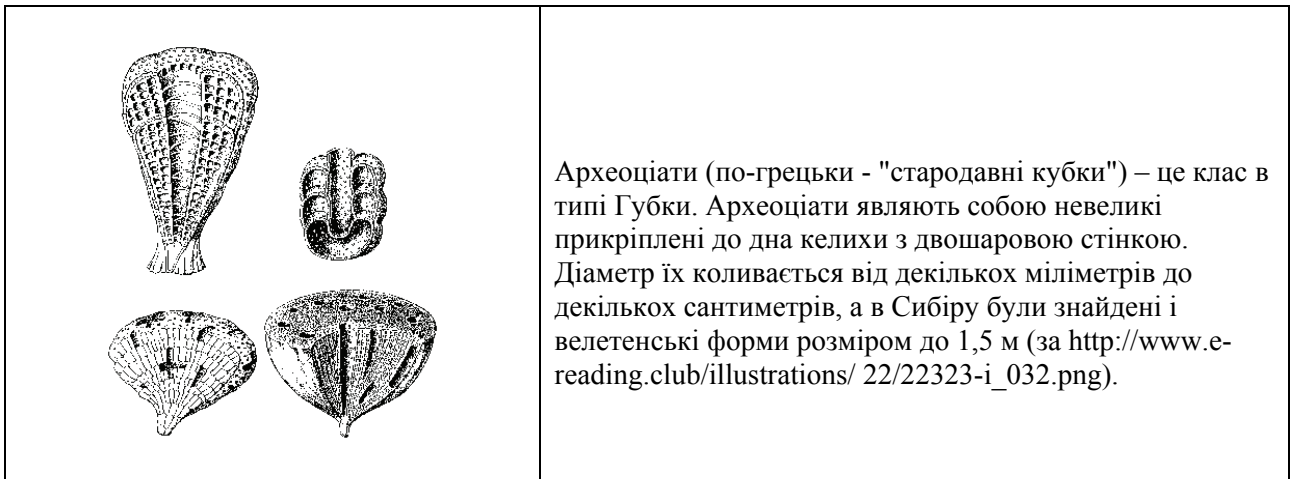 Археоціати (по-грецьки - "стародавні кубки") – це клас в
типі Губки. Археоціати являють собою невеликі
прикріплені до дна келихи з двошаровою стінкою.
Діаметр їх коливається від декількох міліметрів до
декількох сантиметрів, а в Сибіру були знайдені і
велетенські форми розміром до 1,5 м (за http://www.e-
reading.club/illustrations/ 22/22323-i_032.png).